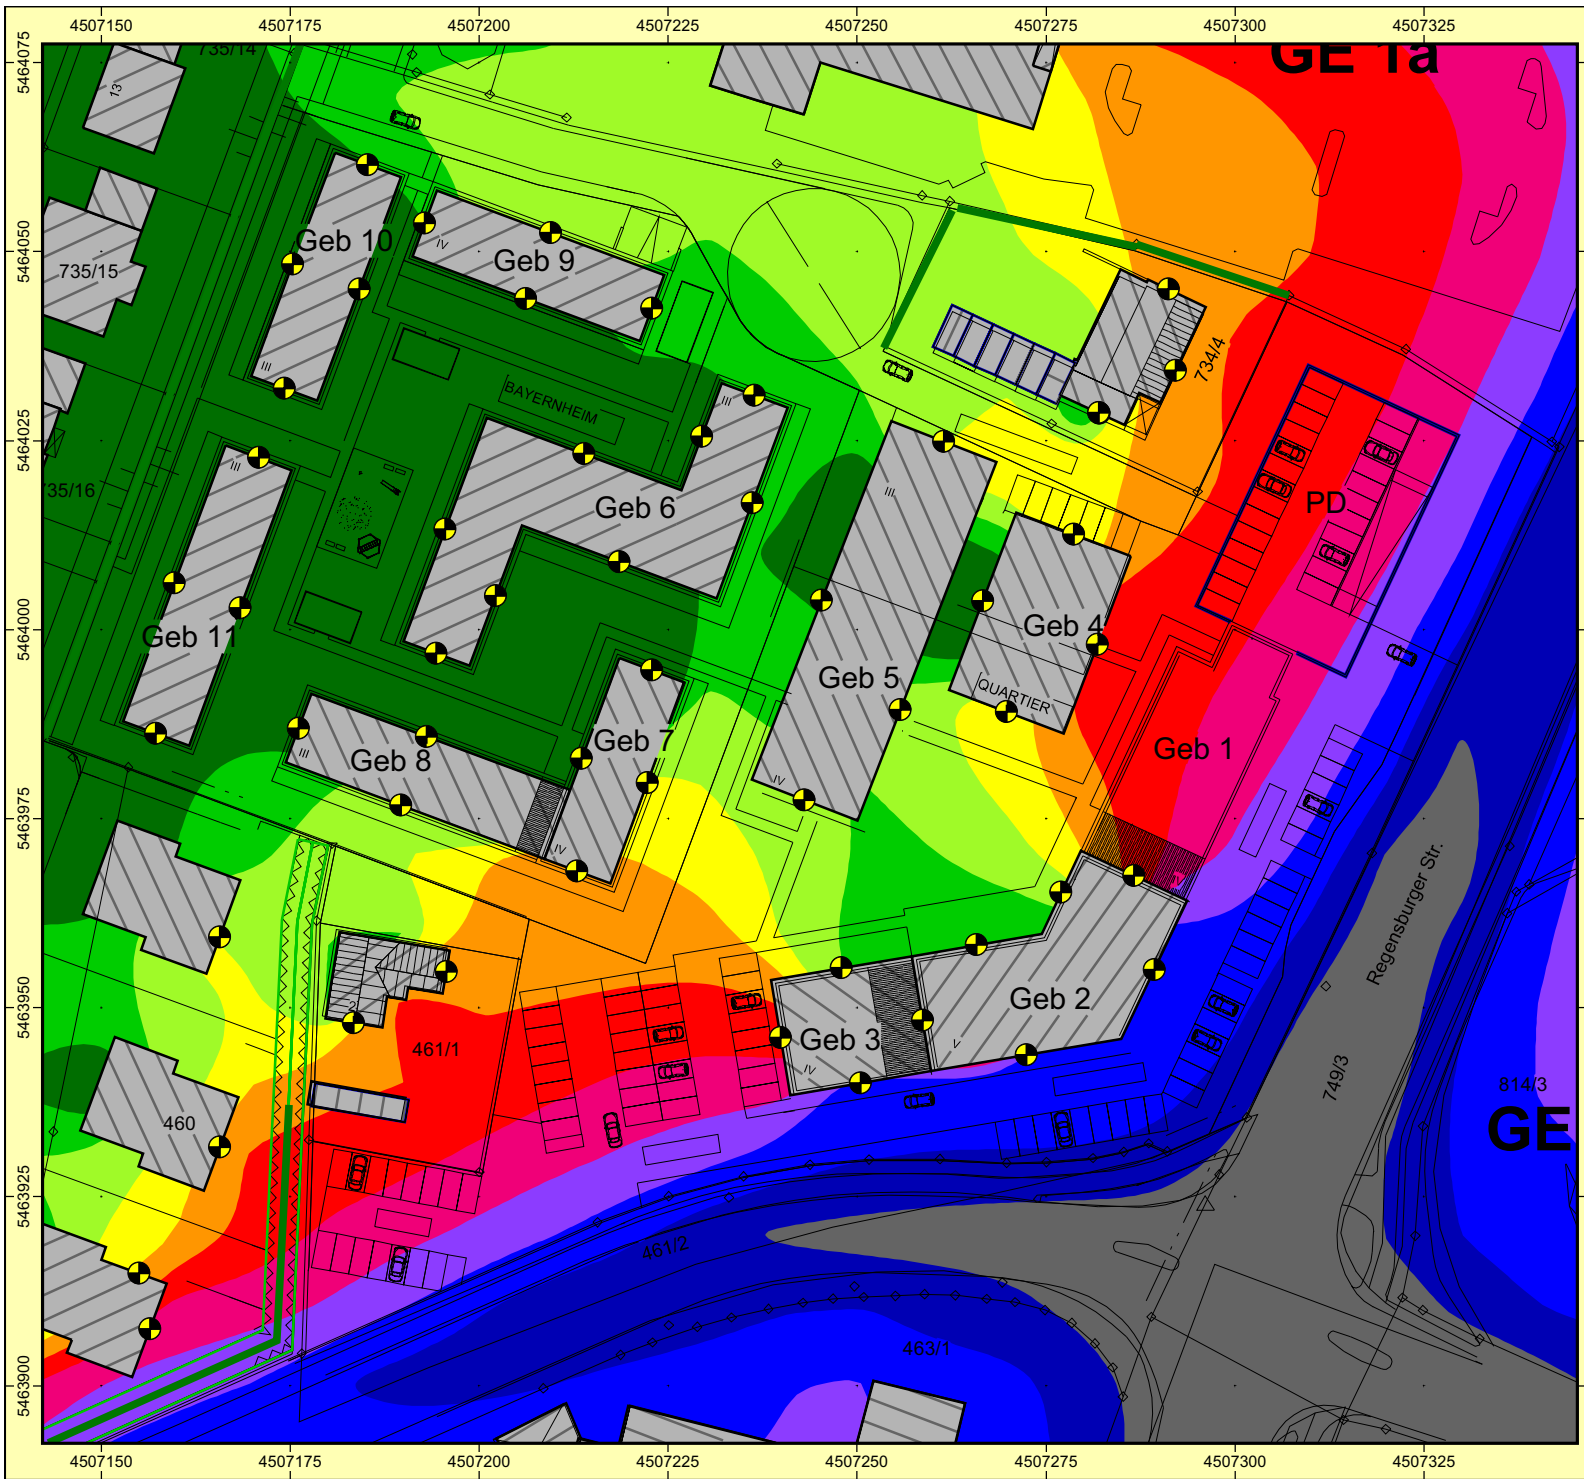 4507150 4507175 4507200 4507225 4507250 4507275 4507300 4507325
5464075
735/14
GE 1a
13
Geb 10
IV
Geb 9
5464050
735/15
734/4
III
BAYERNHEIM
III
5464025
III
III
735/16
Geb 6
PD
5464000
Geb 11
Geb 4
Geb 5
QUARTIER
Geb 7
Geb 1
III
Geb 8
IV
5463975
IV
V
Regensburger Str.
5463950
2
Geb 2
461/1
Geb 3
V
IV
749/3
814/3
460
GE
5463925
461/2
463/1
5463900
4507150 4507175 4507200 4507225 4507250 4507275 4507300 4507325